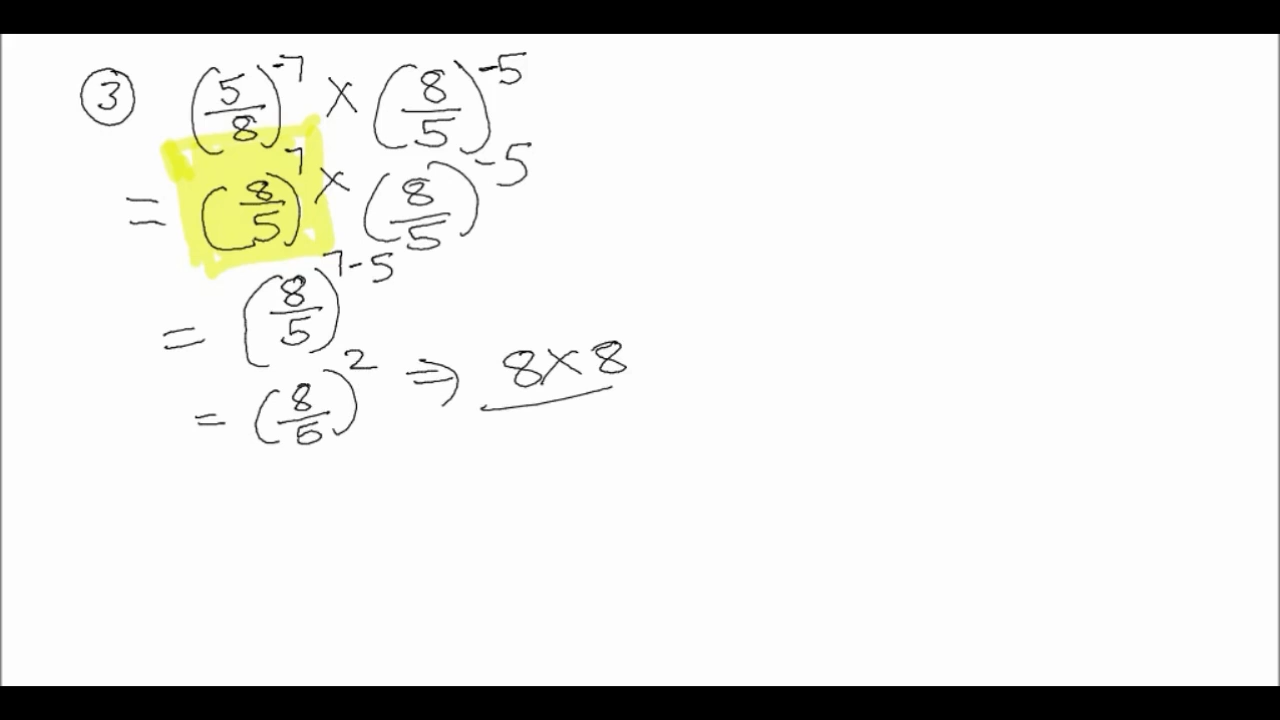 ③ (5/8)^-7 × (8/5)^-5
= (8/5)^7 × (8/5)^-5
= (8/5)^7-5
= (8/5)^2 ⇒ 8×8